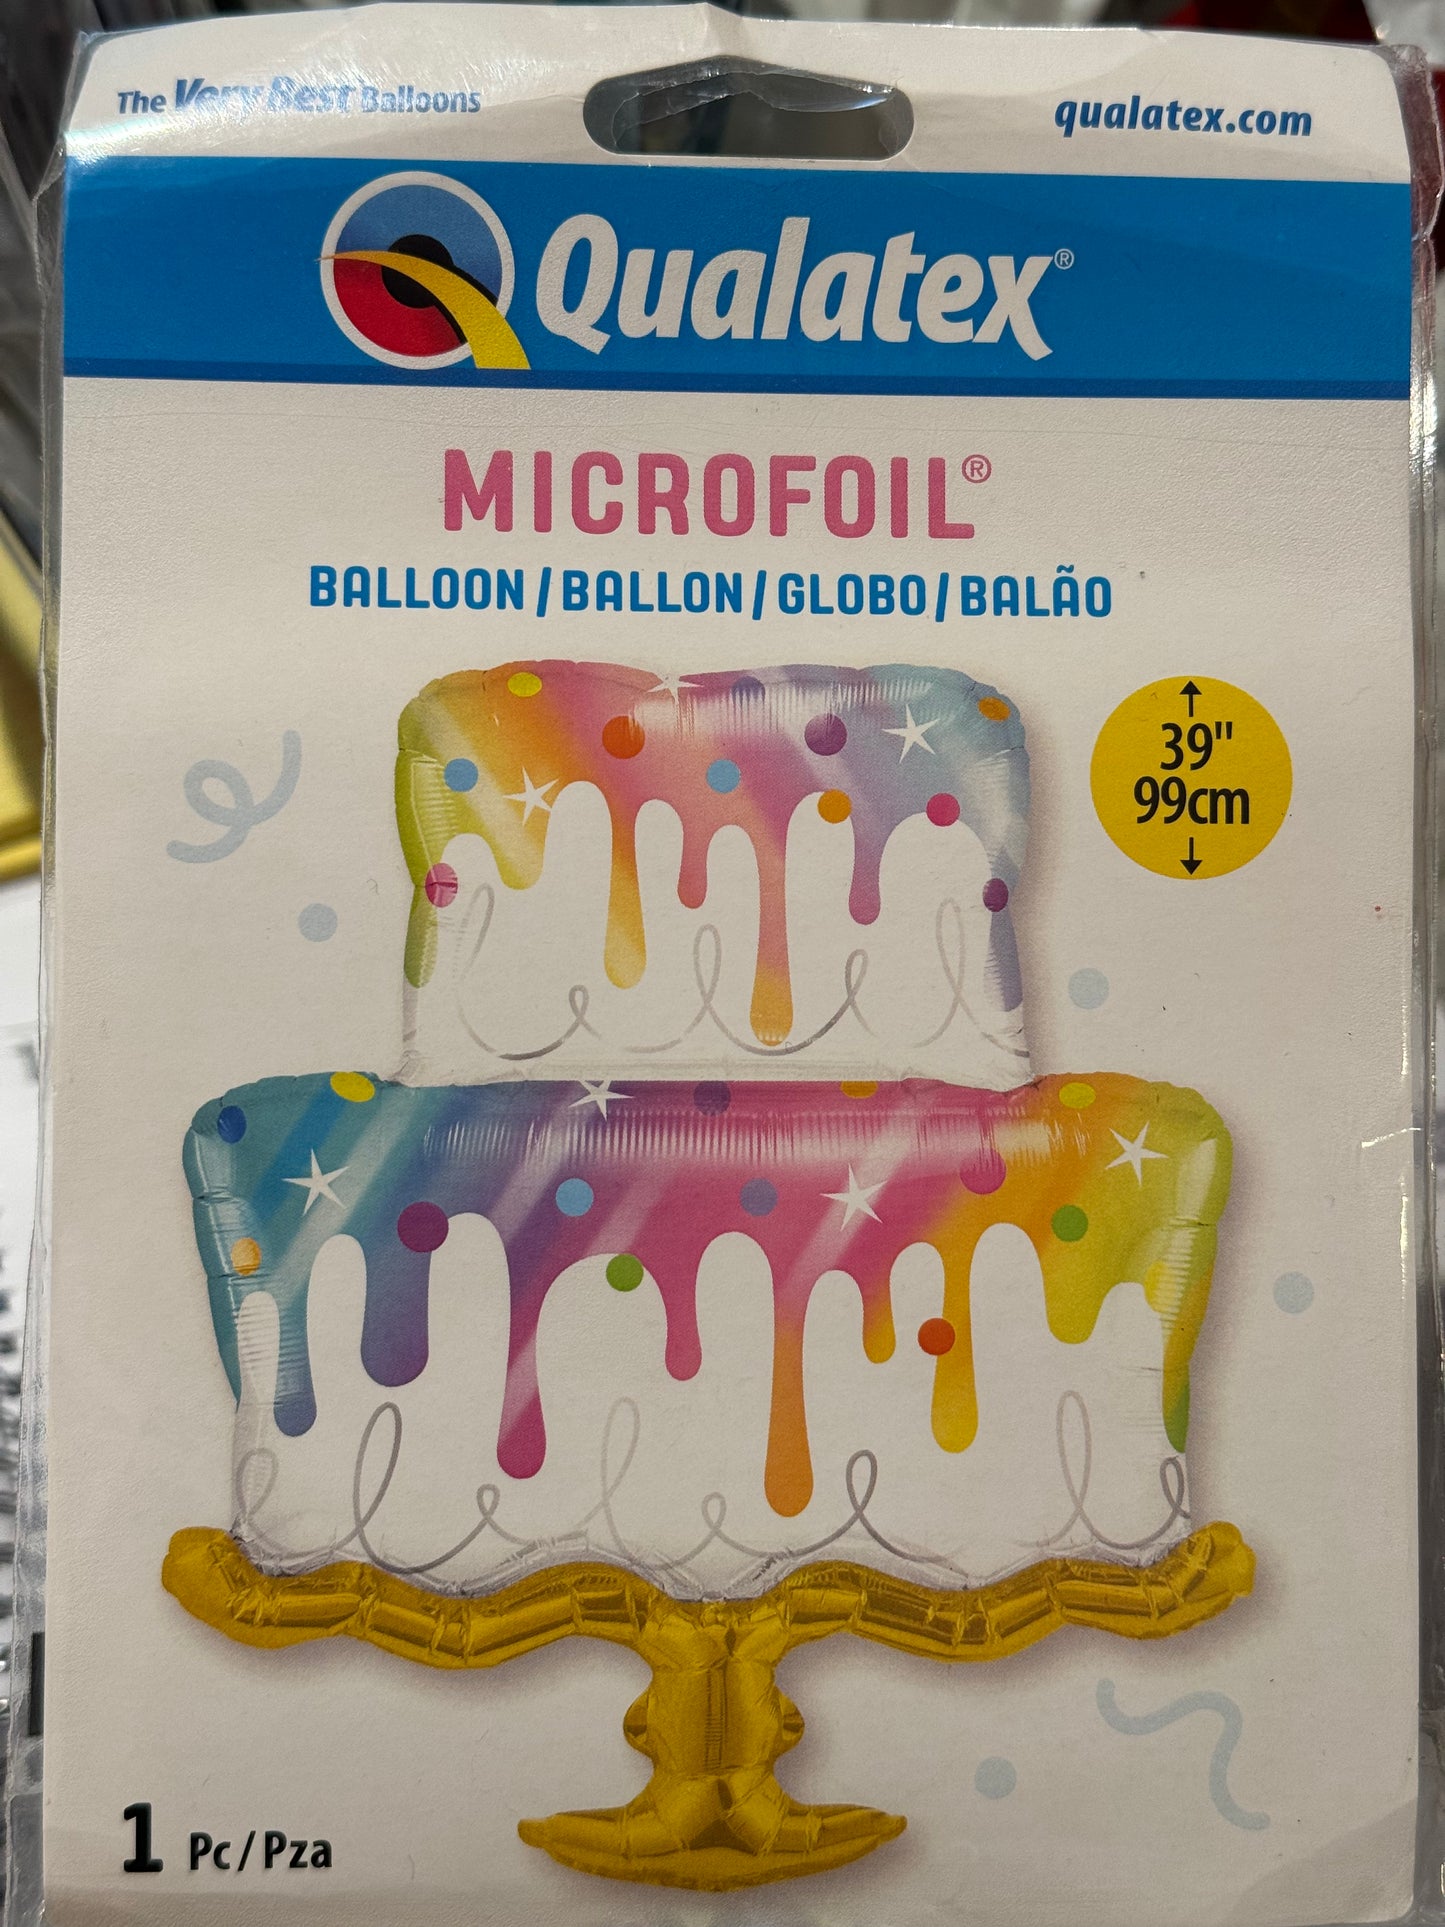 The Very Best Balloons
qualatex.com
Qualatex®
MICROFOIL®
BALLOON/BALLON/GLOBO/BALÃO
39"
99cm
1 Pc/Pza